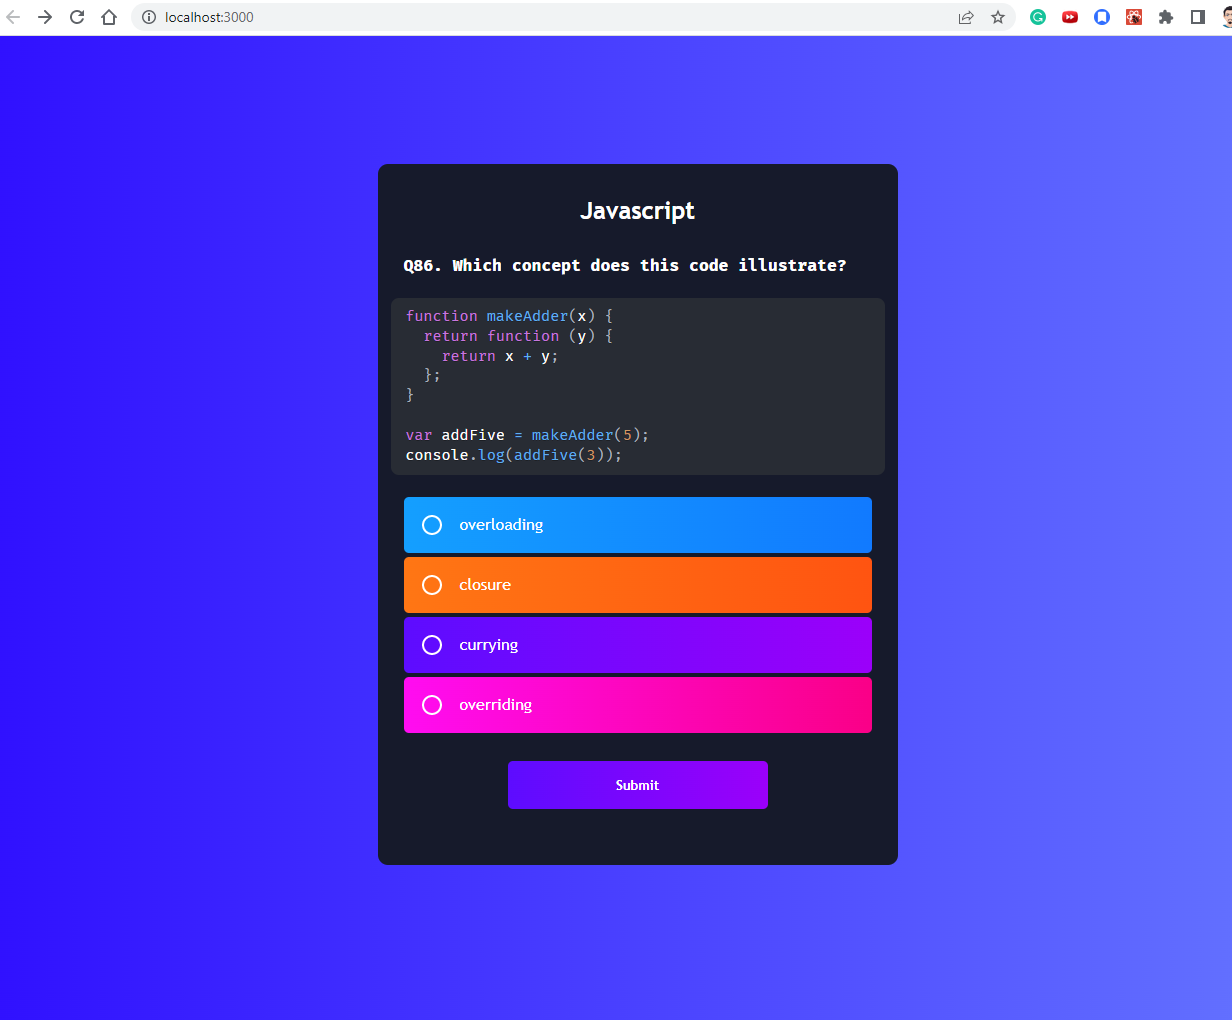 localhost:3000
Javascript
Q86. Which concept does this code illustrate?
function makeAdder(x) {
  return function (y) {
    return x + y;
  };
}
var addFive = makeAdder(5);
console.log(addFive(3));
overloading
closure
currying
overriding
Submit